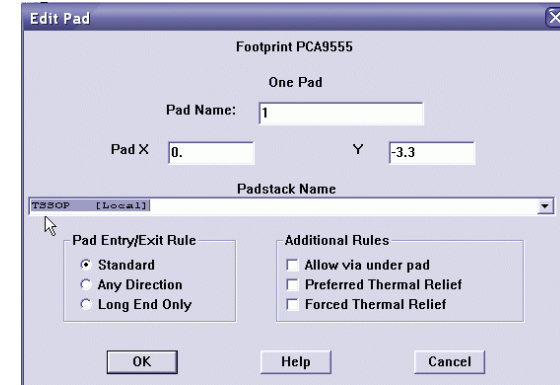 Edit Pad
Footprint PCA9555
One Pad
Pad Name: 1
Pad X 0. Y -3.3
Padstack Name
TSSOP [Local]
Pad Entry/Exit Rule
Standard
Any Direction
Long End Only
Additional Rules
Allow via under pad
Preferred Thermal Relief
Forced Thermal Relief
OK Help Cancel